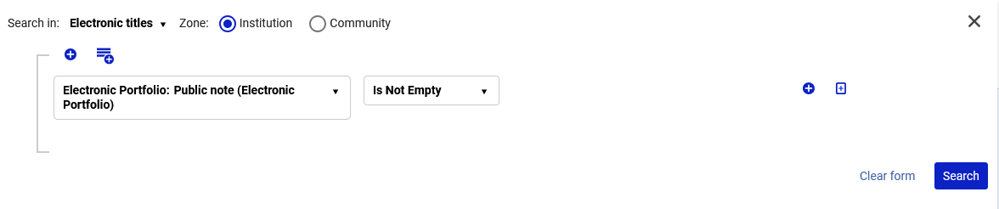 Search in: Electronic titles Zone: Institution Community
Electronic Portfolio: Public note (Electronic
Portfolio)
Is Not Empty
Clear form Search